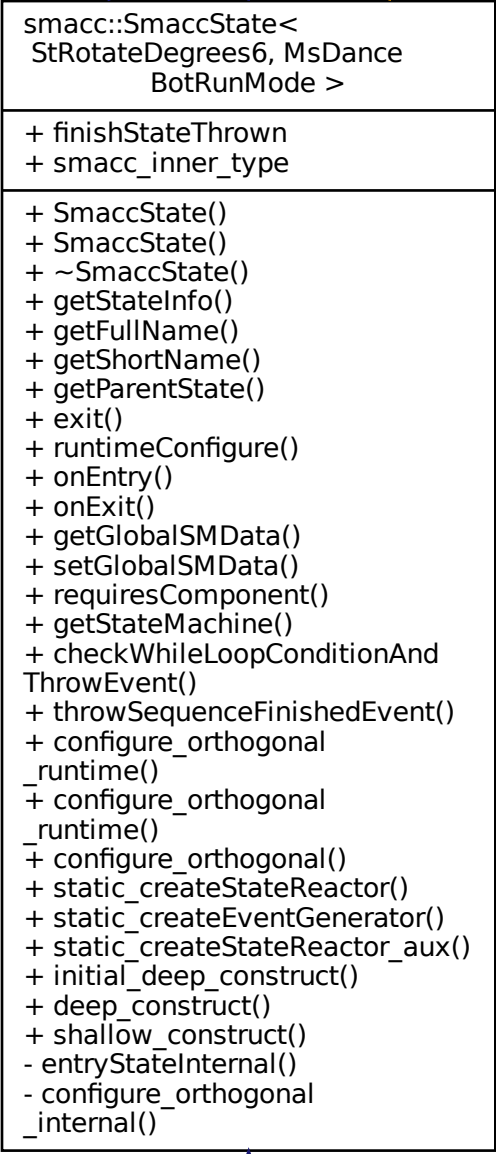 smacc::SmaccState<
StRotateDegrees6, MsDance
BotRunMode >
+ finishStateThrown
+ smacc_inner_type
+ SmaccState()
+ SmaccState()
+ ~SmaccState()
+ getStateInfo()
+ getFullName()
+ getShortName()
+ getParentState()
+ exit()
+ runtimeConfigure()
+ onEntry()
+ onExit()
+ getGlobalSMData()
+ setGlobalSMData()
+ requiresComponent()
+ getStateMachine()
+ checkWhileLoopConditionAnd
ThrowEvent()
+ throwSequenceFinishedEvent()
+ configure_orthogonal
_runtime()
+ configure_orthogonal
_runtime()
+ configure_orthogonal()
+ static_createStateReactor()
+ static_createEventGenerator()
+ static_createStateReactor_aux()
+ initial_deep_construct()
+ deep_construct()
+ shallow_construct()
- entryStateInternal()
- configure_orthogonal
_internal()